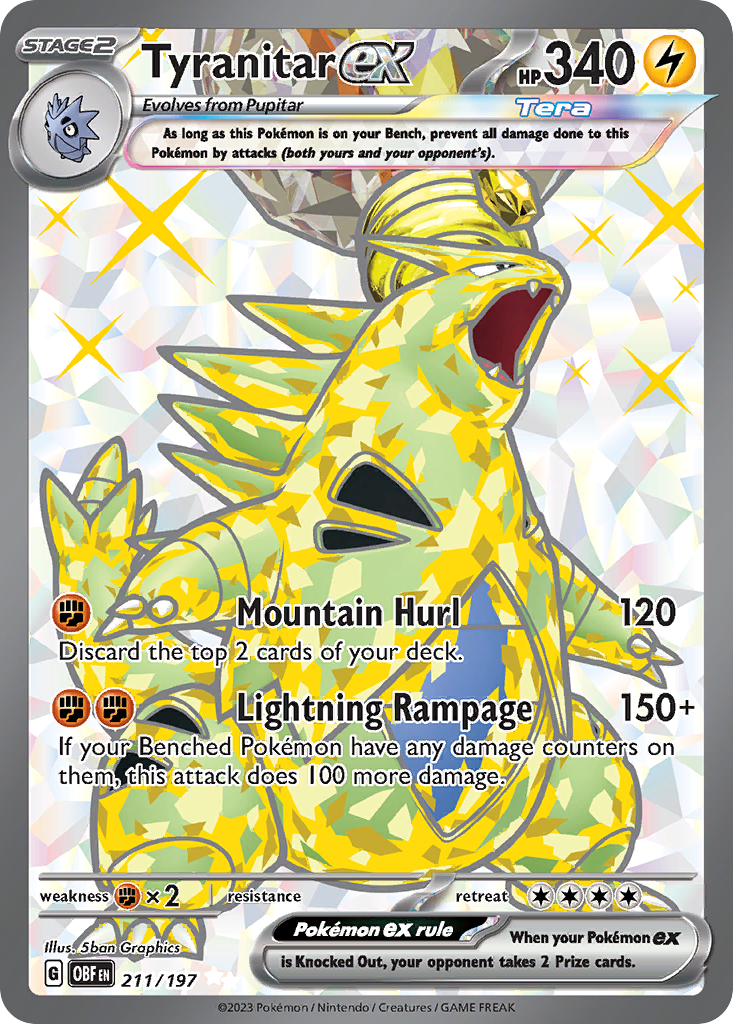 STAGE2
Tyranitar ex
HP 340
Evolves from Pupitar
Tera
As long as this Pokémon is on your Bench, prevent all damage done to this
Pokémon by attacks (both yours and your opponent's).
Mountain Hurl 120
Discard the top 2 cards of your deck.
Lightning Rampage 150+
If your Benched Pokémon have any damage counters on
them, this attack does 100 more damage.
weakness ×2 resistance retreat
Pokémon ex rule
When your Pokémon ex
is Knocked Out, your opponent takes 2 Prize cards.
Illus. 5ban Graphics
G OBF EN 211/197
©2023 Pokémon / Nintendo / Creatures / GAME FREAK